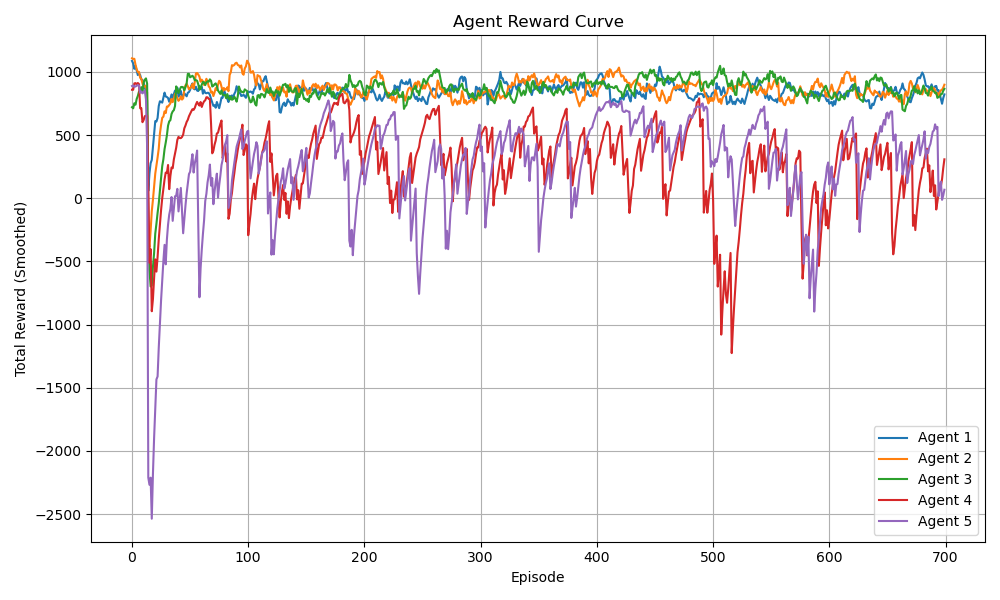 Agent Reward Curve
Total Reward (Smoothed)
1000
500
0
−500
−1000
−1500
−2000
−2500
0 100 200 300 400 500 600 700
Episode
Agent 1
Agent 2
Agent 3
Agent 4
Agent 5